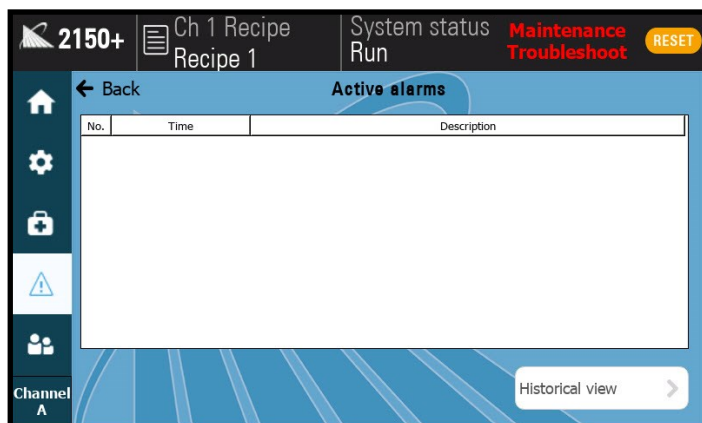 2150+
Ch 1 Recipe
Recipe 1
System status
Run
Maintenance
Troubleshoot
RESET
Back
Active alarms
No. Time Description
Historical view
Channel
A